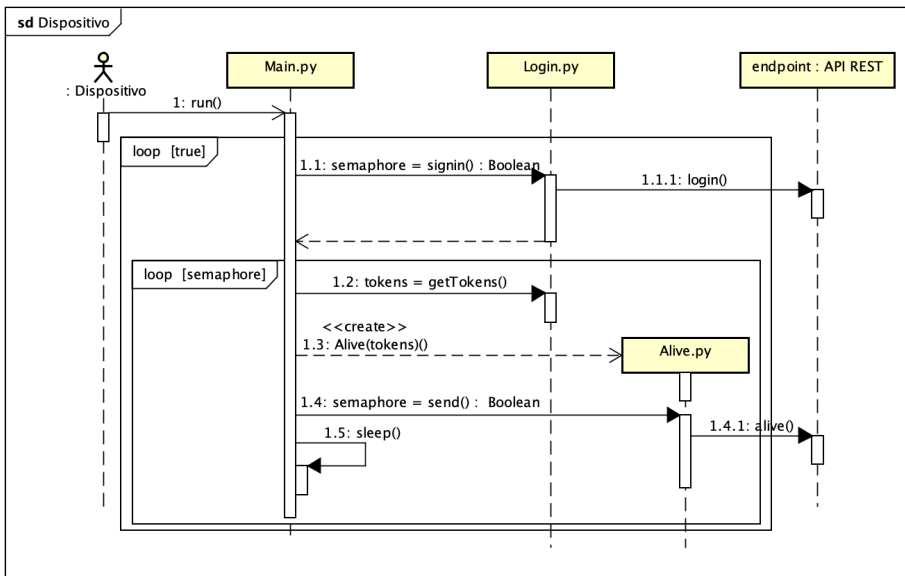 sd Dispositivo
: Dispositivo
Main.py
Login.py
endpoint : API REST
1: run()
loop [true]
1.1: semaphore = signin() : Boolean
1.1.1: login()
loop [semaphore]
1.2: tokens = getTokens()
<<create>>
1.3: Alive(tokens)()
Alive.py
1.4: semaphore = send() : Boolean
1.4.1: alive()
1.5: sleep()